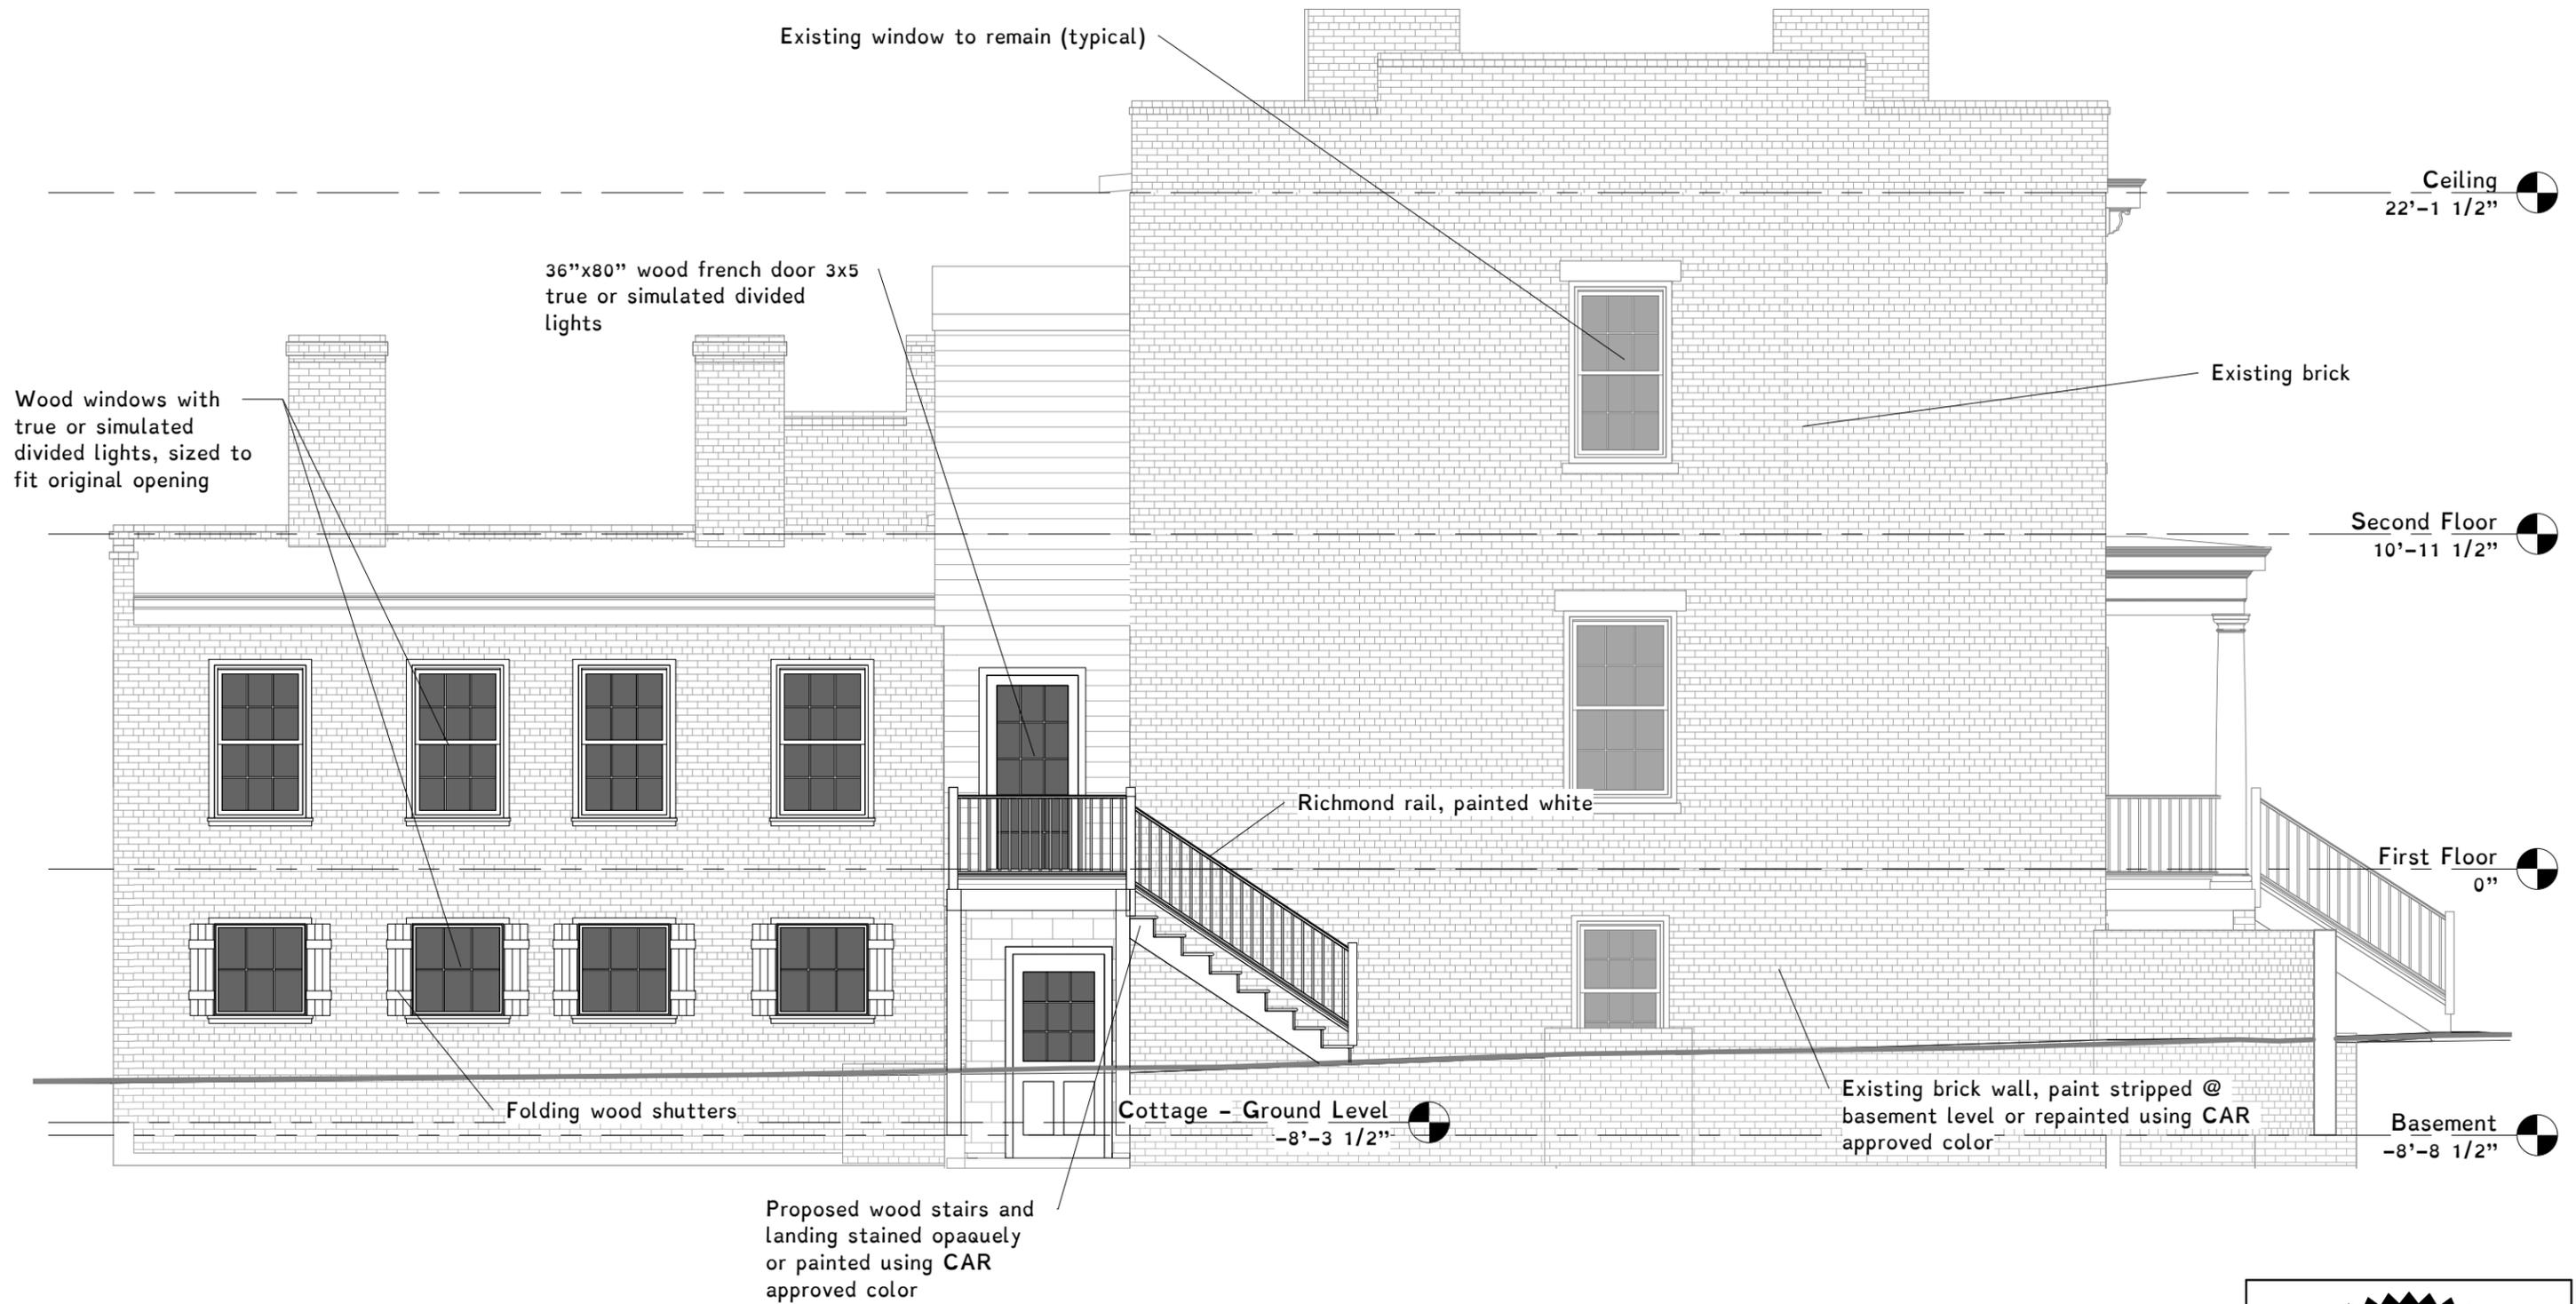 Existing window to remain (typical)
Ceiling
22'-1 1/2"
36"x80" wood french door 3x5
true or simulated divided
lights
Existing brick
Wood windows with
true or simulated
divided lights, sized to
fit original opening
Second Floor
10'-11 1/2"
Richmond rail, painted white
First Floor
0"
Folding wood shutters
Cottage - Ground Level
-8'-3 1/2"
Existing brick wall, paint stripped @
basement level or repainted using CAR
approved color
Basement
-8'-8 1/2"
Proposed wood stairs and
landing stained opaquely
or painted using CAR
approved color